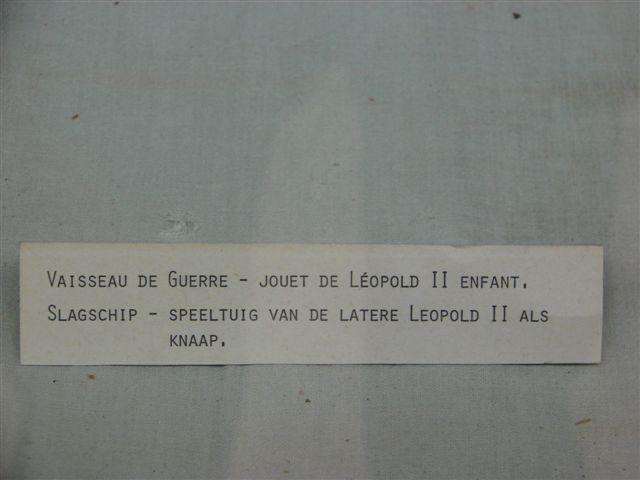 VAISSEAU DE GUERRE – JOUET DE LÉOPOLD II ENFANT.
SLAGSCHIP – SPEELTUIG VAN DE LATERE LEOPOLD II ALS
KNAAP.